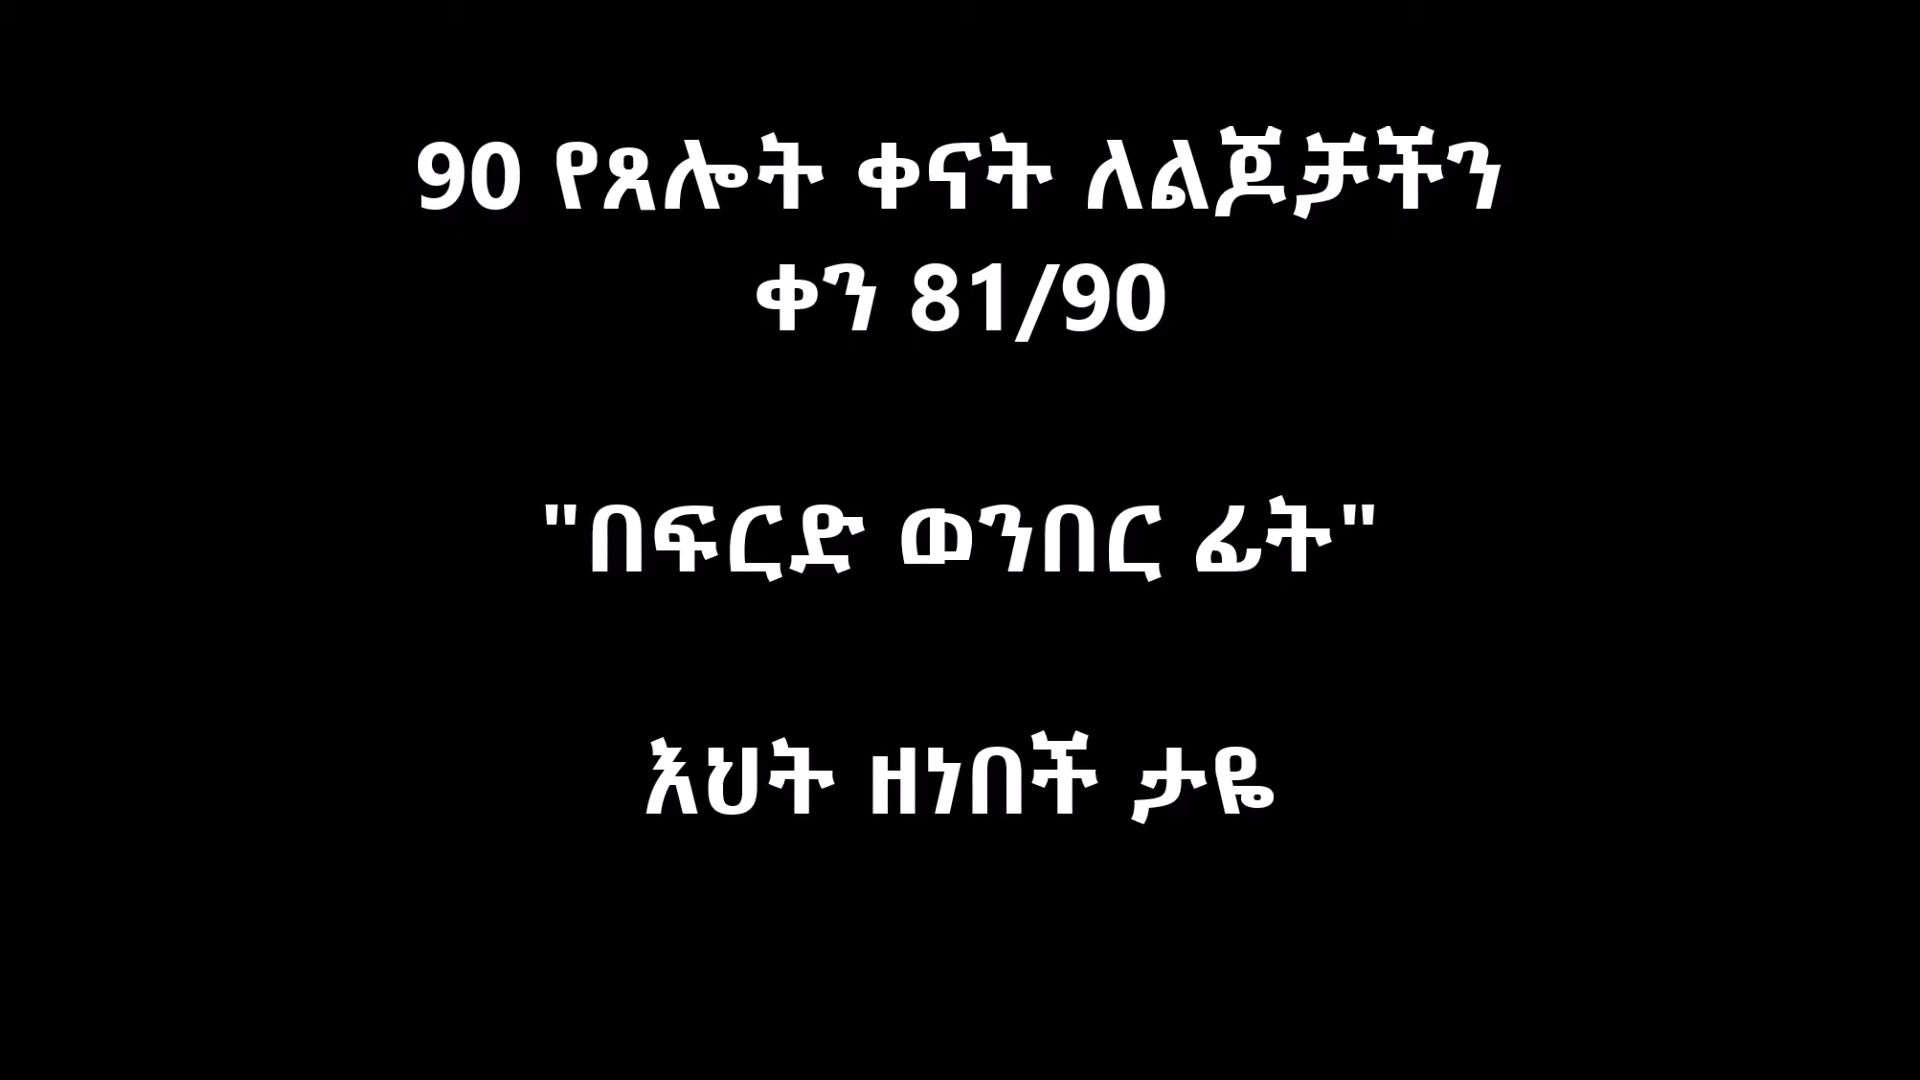 90 የጸሎት ቀናት ለልጆቻችን
ቀን 81/90
"በፍርድ ወንበር ፊት"
እህት ዘነበች ታዬ